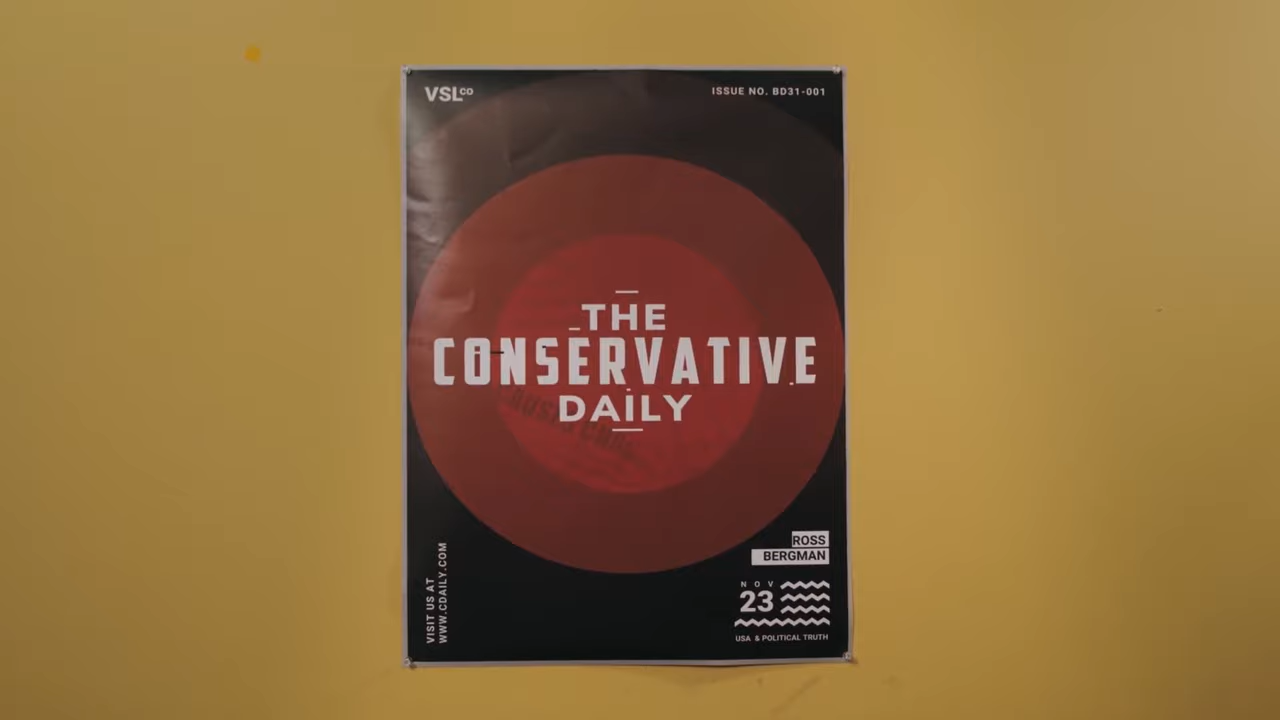 VSLco
ISSUE NO. BD31-001
THE
CONSERVATIVE
DAILY
ROSS
BERGMAN
NOV
23
USA & POLITICAL TRUTH
VISIT US AT
WWW.CDAILY.COM